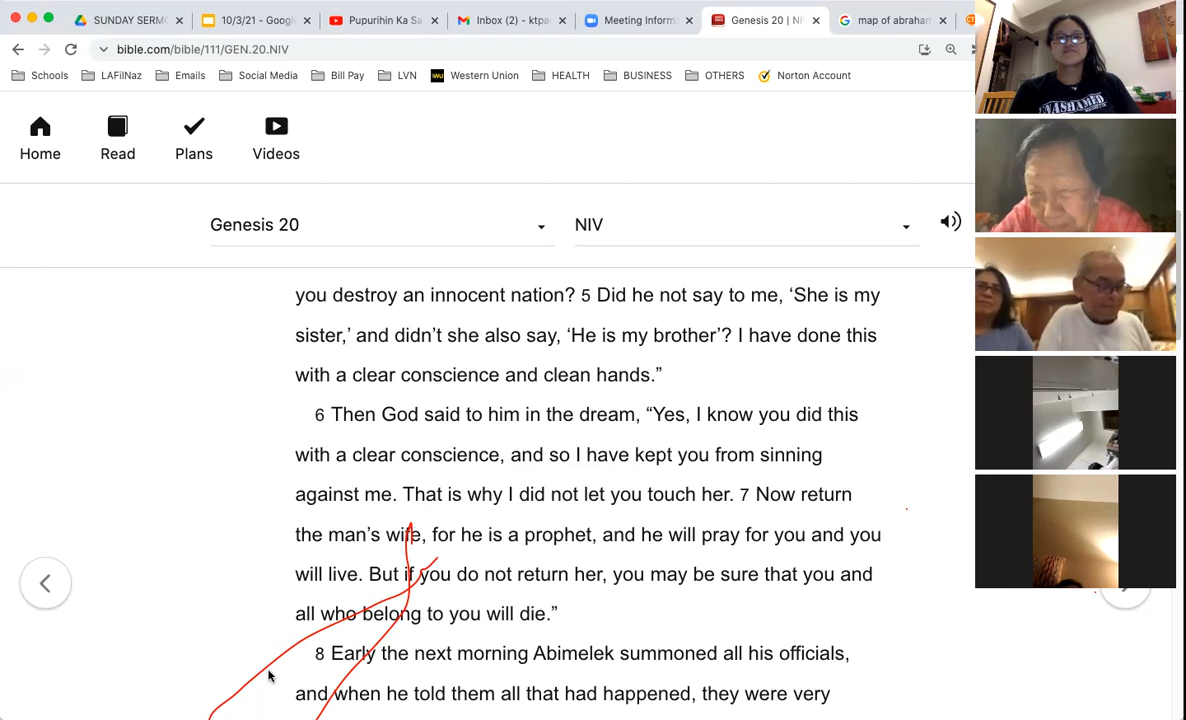 SUNDAY SERM
10/3/21 - Goog
Pupurihin Ka Sa
Inbox (2) - ktpa
Meeting Inform
Genesis 20 | NI
map of abrahan
bible.com/bible/111/GEN.20.NIV
Schools
LAFilNaz
Emails
Social Media
Bill Pay
LVN
WU
Western Union
HEALTH
BUSINESS
OTHERS
Norton Account
Home
Read
Plans
Videos
UNASHAMED
Genesis 20
NIV
you destroy an innocent nation? 5 Did he not say to me, ‘She is my
sister,’ and didn’t she also say, ‘He is my brother’? I have done this
with a clear conscience and clean hands.”
6 Then God said to him in the dream, “Yes, I know you did this
with a clear conscience, and so I have kept you from sinning
against me. That is why I did not let you touch her. 7 Now return
the man’s wife, for he is a prophet, and he will pray for you and you
will live. But if you do not return her, you may be sure that you and
all who belong to you will die.”
8 Early the next morning Abimelek summoned all his officials,
and when he told them all that had happened, they were very